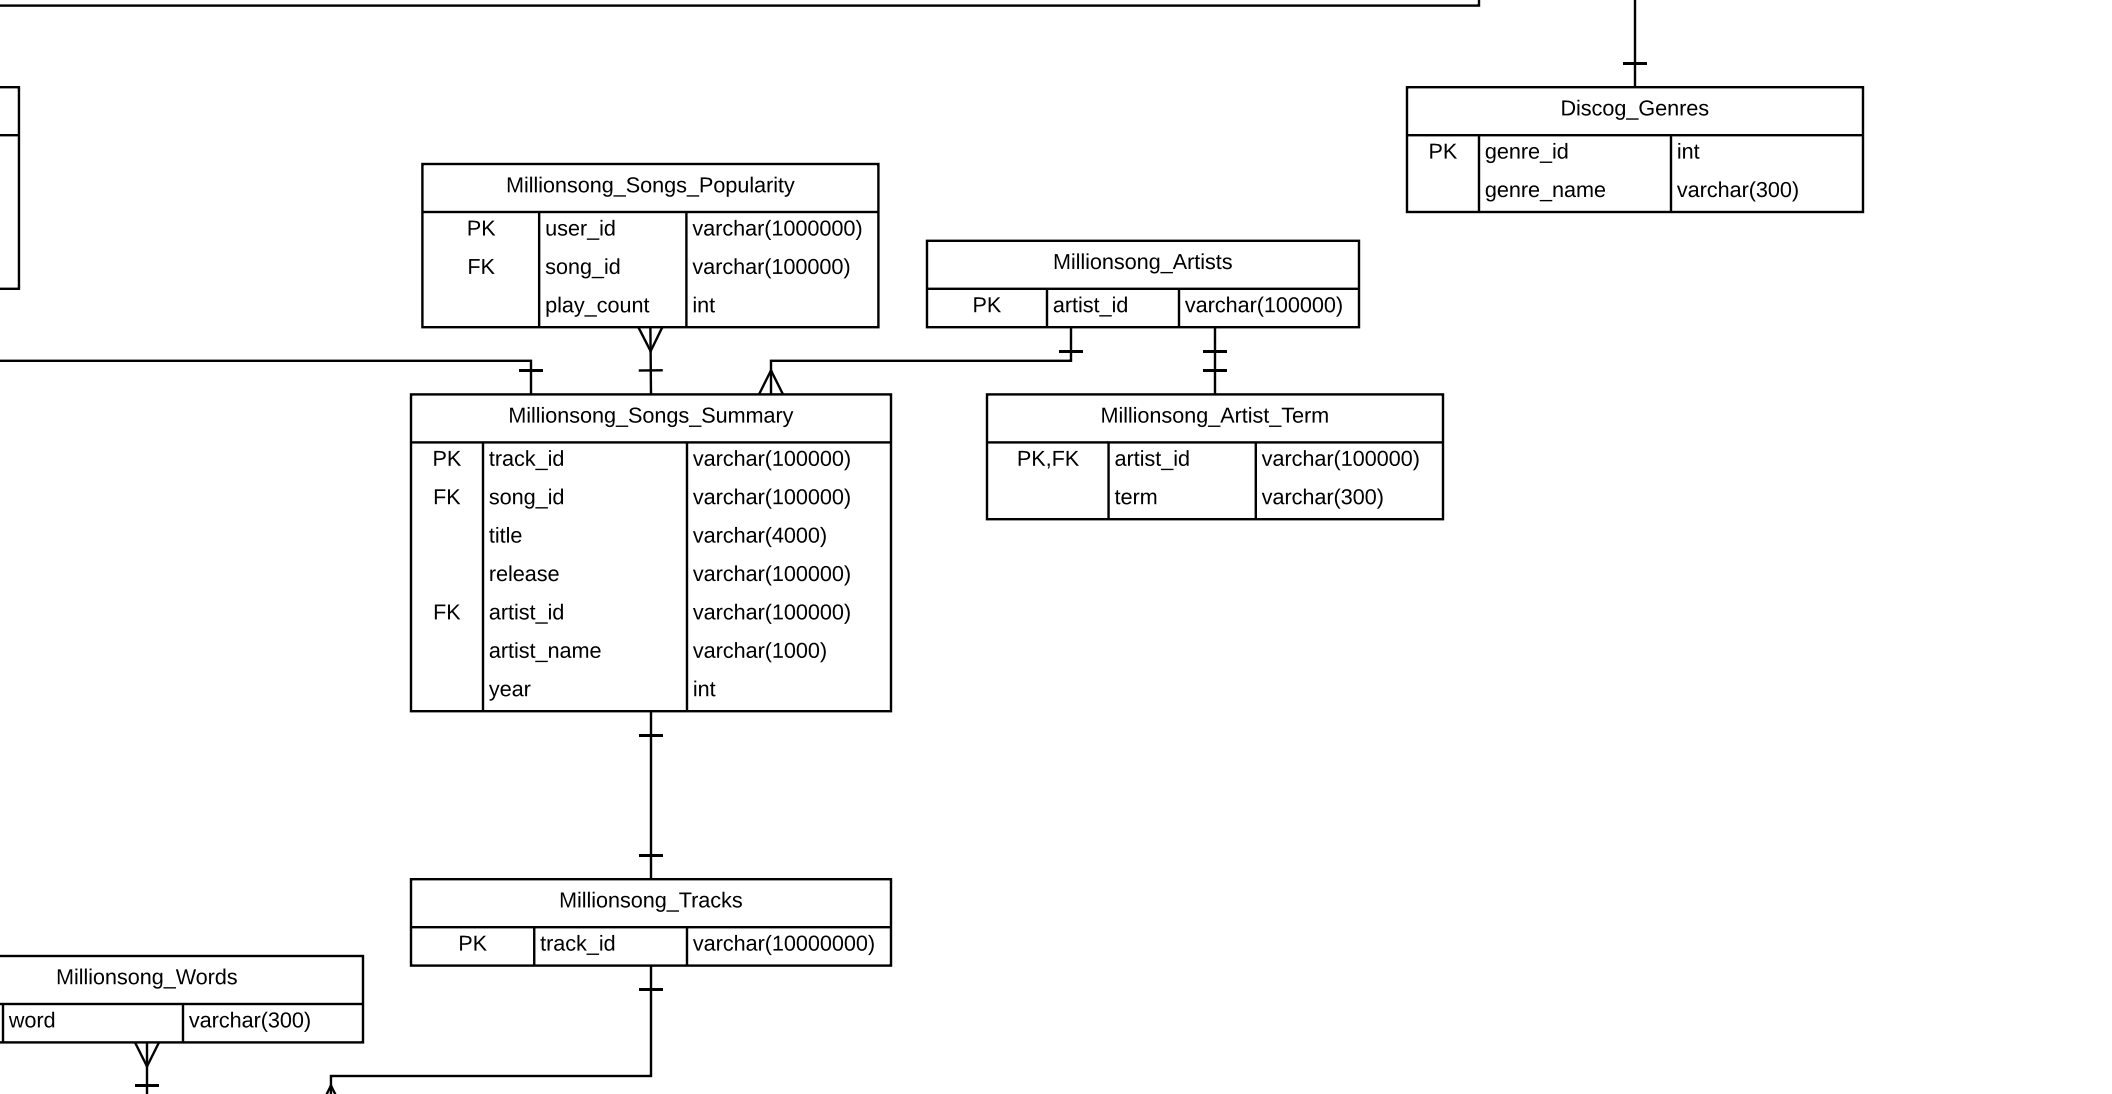 Discog_Genres
PK genre_id int
genre_name varchar(300)
Millionsong_Songs_Popularity
PK user_id varchar(1000000)
FK song_id varchar(100000)
play_count int
Millionsong_Artists
PK artist_id varchar(100000)
Millionsong_Songs_Summary
PK track_id varchar(100000)
FK song_id varchar(100000)
title varchar(4000)
release varchar(100000)
FK artist_id varchar(100000)
artist_name varchar(1000)
year int
Millionsong_Artist_Term
PK,FK artist_id varchar(100000)
term varchar(300)
Millionsong_Tracks
PK track_id varchar(10000000)
Millionsong_Words
word varchar(300)